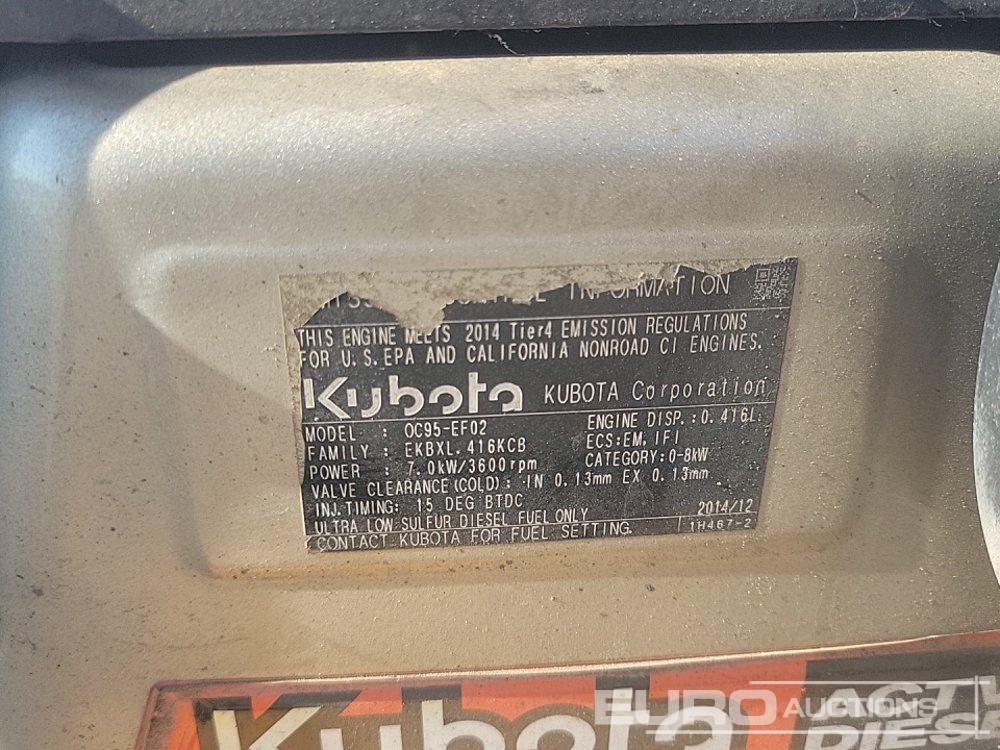 INFORMATION
THIS ENGINE MEETS 2014 Tier4 EMISSION REGULATIONS
FOR U.S.EPA AND CALIFORNIA NONROAD CI ENGINES.
Kubota KUBOTA Corporation
MODEL : OC95-EF02 ENGINE DISP.:0.416L
FAMILY : EKBXL.416KCB ECS:EM,IFI
POWER : 7.0kW/3600rpm CATEGORY:0-8kW
VALVE CLEARANCE(COLD): IN 0.13mm EX 0.13mm
INJ.TIMING: 15 DEG BTDC
ULTRA LOW SULFUR DIESEL FUEL ONLY 2014/12
CONTACT KUBOTA FOR FUEL SETTING. 1H467-2
Kubota
EURO AUCTIONS